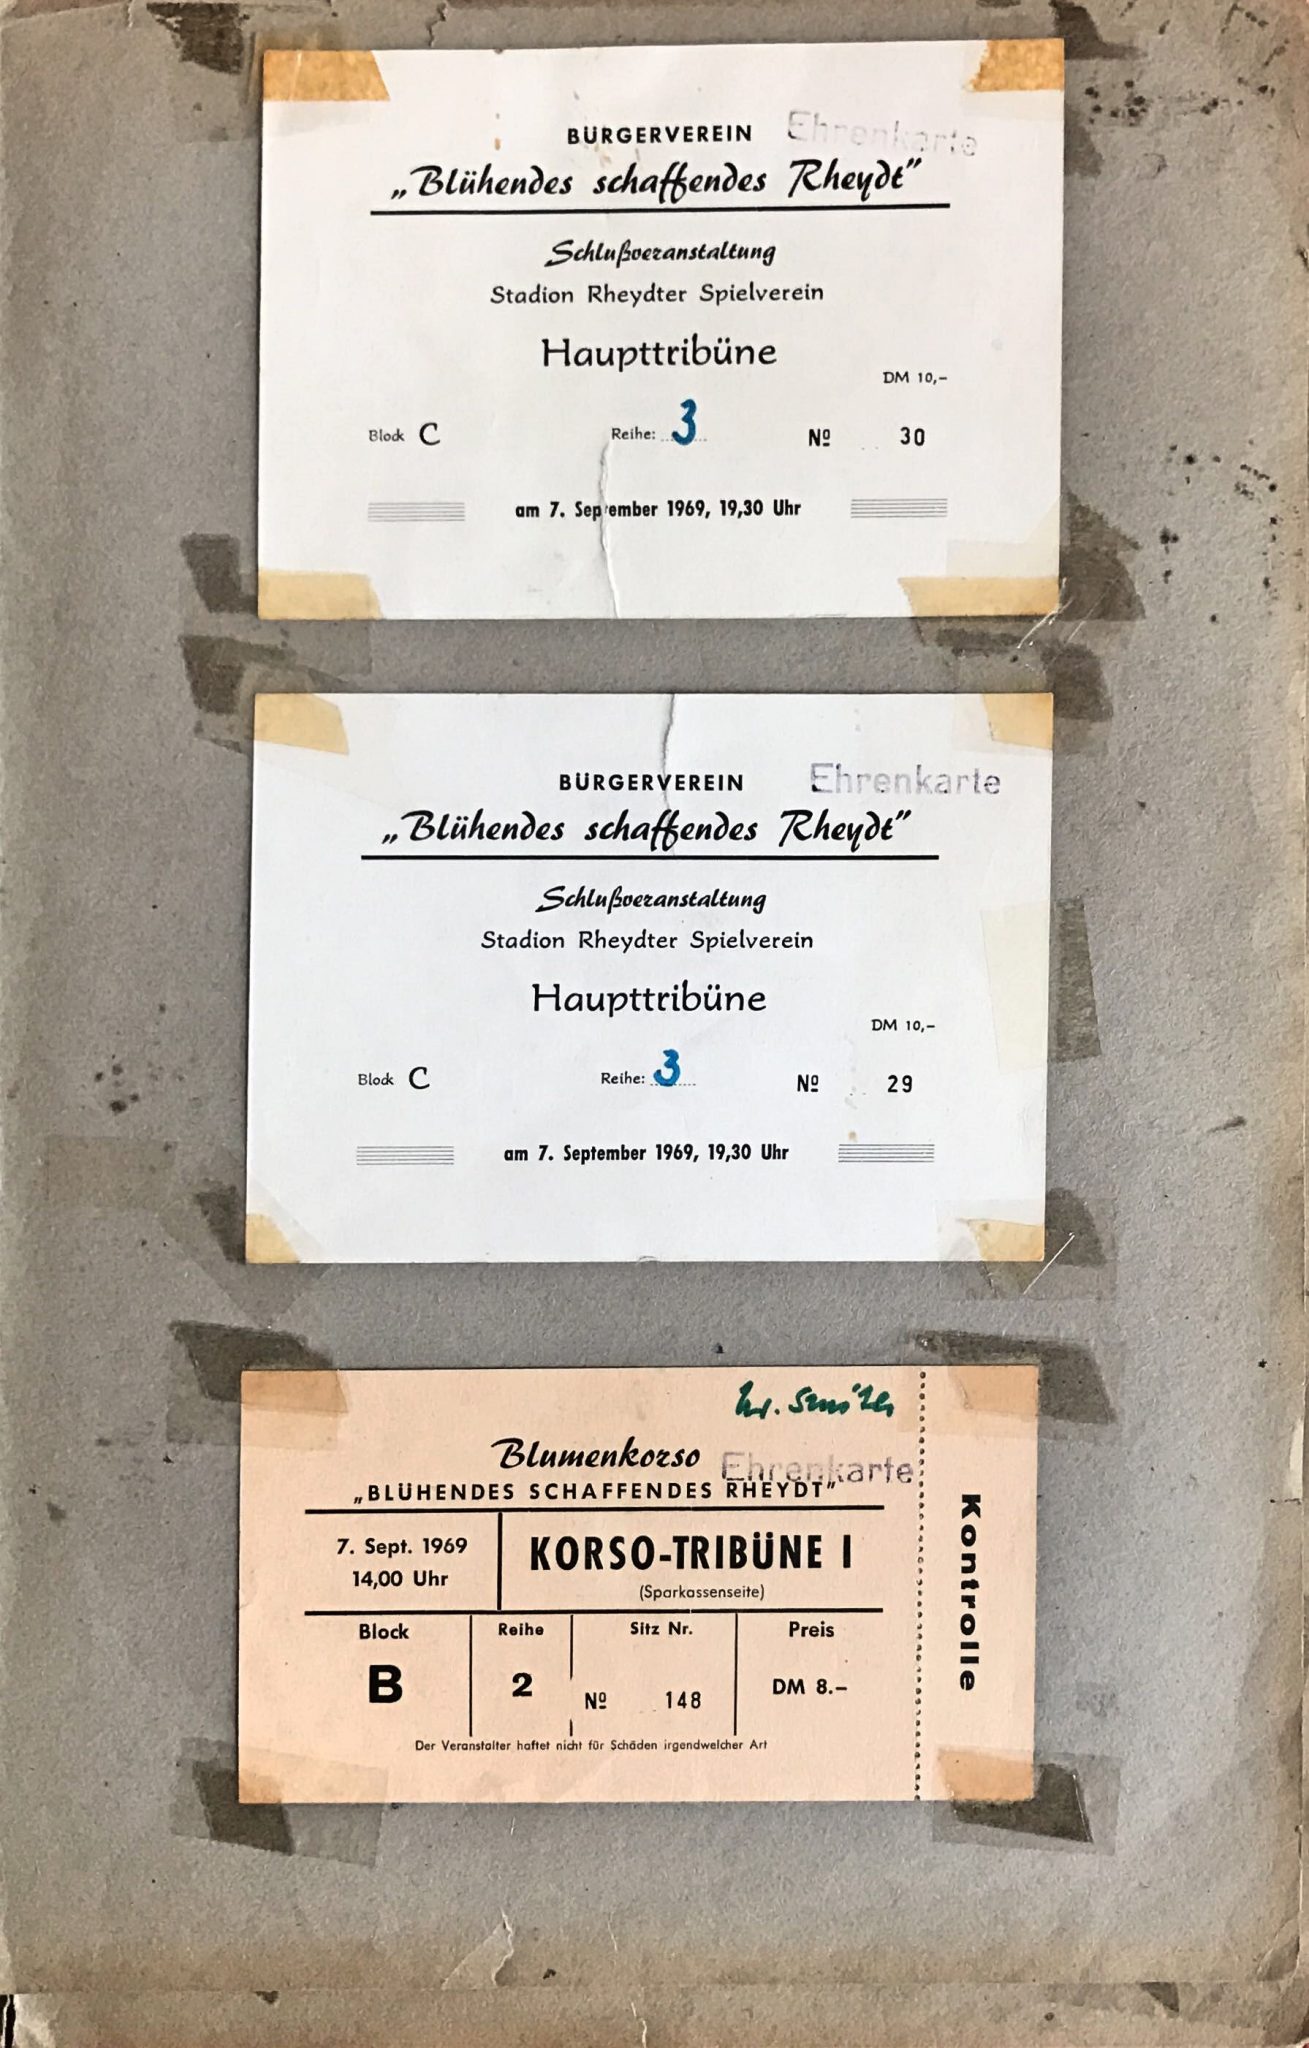 BÜRGERVEREIN Ehrenkarte
„Blühendes schaffendes Rheydt”
Schlußveranstaltung
Stadion Rheydter Spielverein
Haupttribüne
DM 10,–
Block C Reihe: 3 Nº 30
am 7. September 1969, 19,30 Uhr
BÜRGERVEREIN Ehrenkarte
„Blühendes schaffendes Rheydt”
Schlußveranstaltung
Stadion Rheydter Spielverein
Haupttribüne
DM 10,–
Block C Reihe: 3 Nº 29
am 7. September 1969, 19,30 Uhr
Blumenkorso Ehrenkarte
„BLÜHENDES SCHAFFENDES RHEYDT”
7. Sept. 1969
14,00 Uhr
KORSO-TRIBÜNE I
(Sparkassenseite)
Block Reihe Sitz Nr. Preis
B 2 Nº 148 DM 8.–
Der Veranstalter haftet nicht für Schäden irgendwelcher Art
Kontrolle